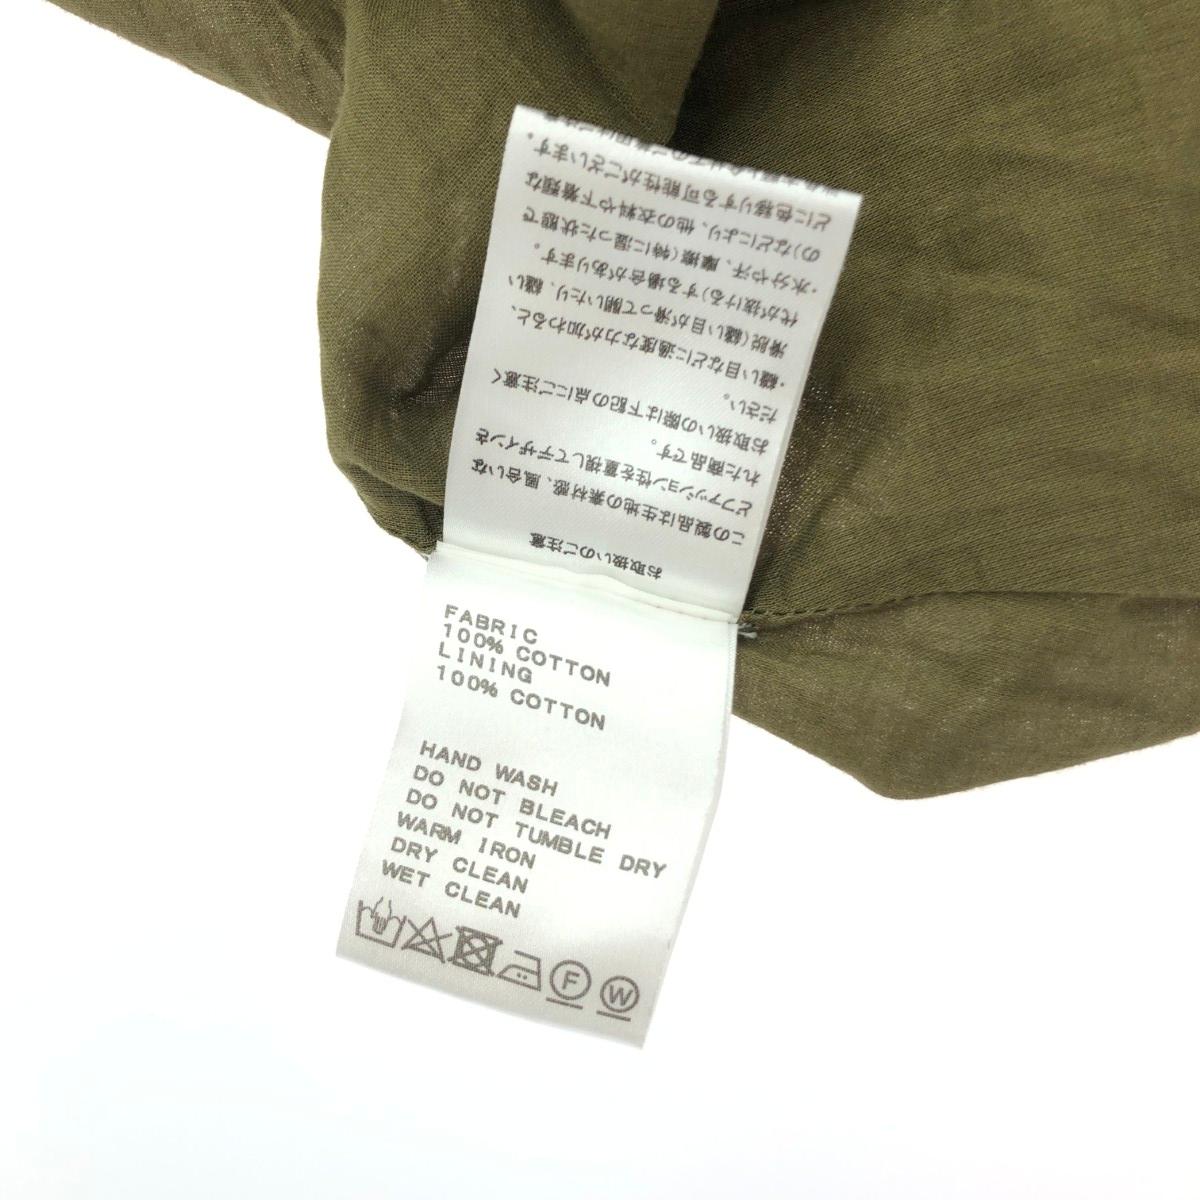 FABRIC
100% COTTON
LINING
100% COTTON
HAND WASH
DO NOT BLEACH
DO NOT TUMBLE DRY
WARM IRON
DRY CLEAN
WET CLEAN
F W
お取扱いのご注意
この製品は生地の素材感、風合いな
どファッション性を重視してデザインさ
れた商品です。
お取扱いの際は下記の点にご注意く
ださい。
・縫い目などに過度な力が加わると、
滑脱(縫い目が滑って開いたり、縫い
代が抜ける)する場合があります。
・水分や汗、摩擦(特に湿った状態で
の)などにより、他の衣料や下着類な
どに色移りする可能性がございます。